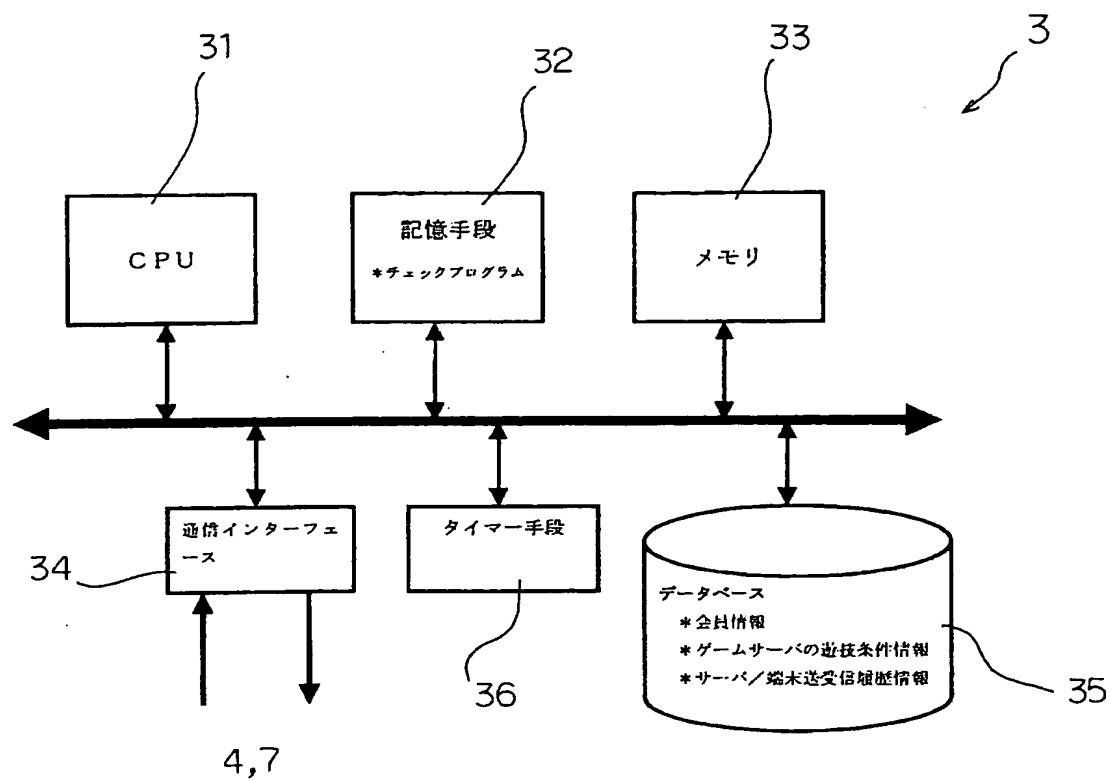 3
31
32
33
CPU
記憶手段
*チェックプログラム
メモリ
通信インターフェ
ース
34
タイマー手段
36
データベース
*会員情報
*ゲームサーバの遊技条件情報
*サーバ/端末送受信履歴情報
35
4,7